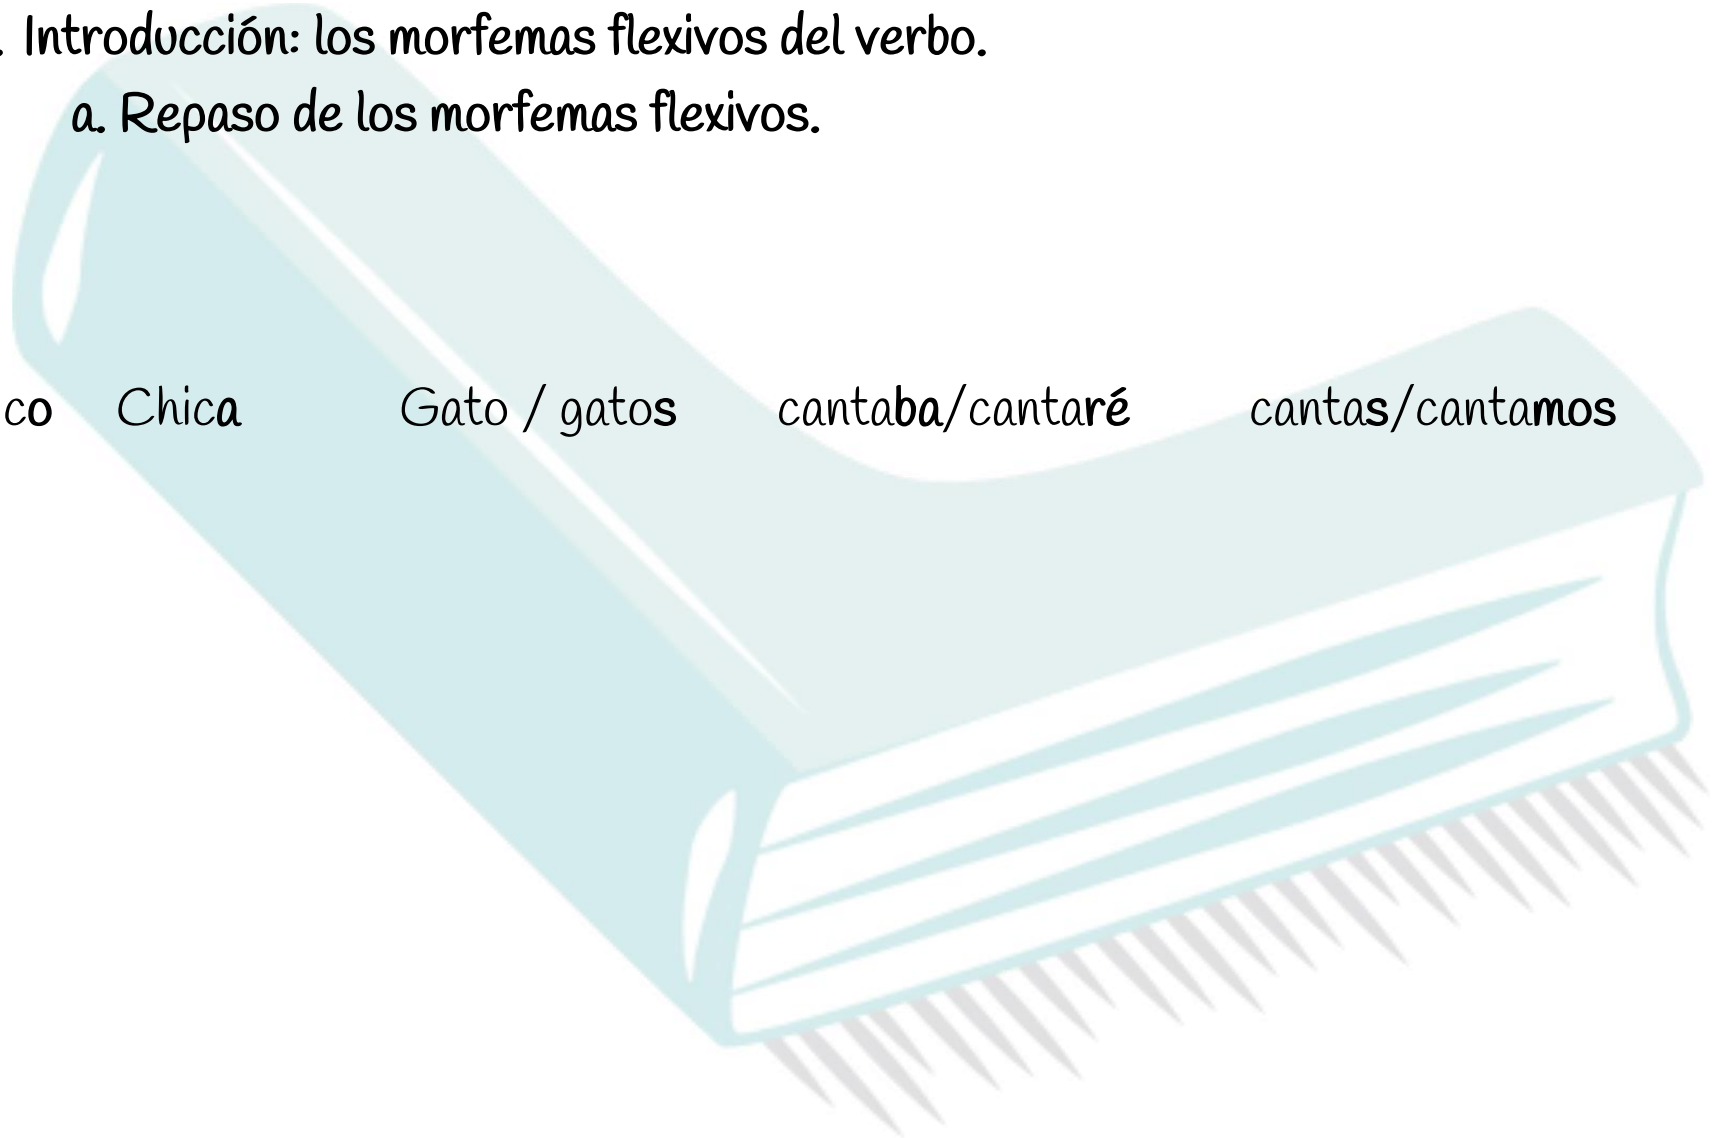 . Introducción: los morfemas flexivos del verbo.
a. Repaso de los morfemas flexivos.
co Chica Gato / gatos cantaba/cantaré cantas/cantamos